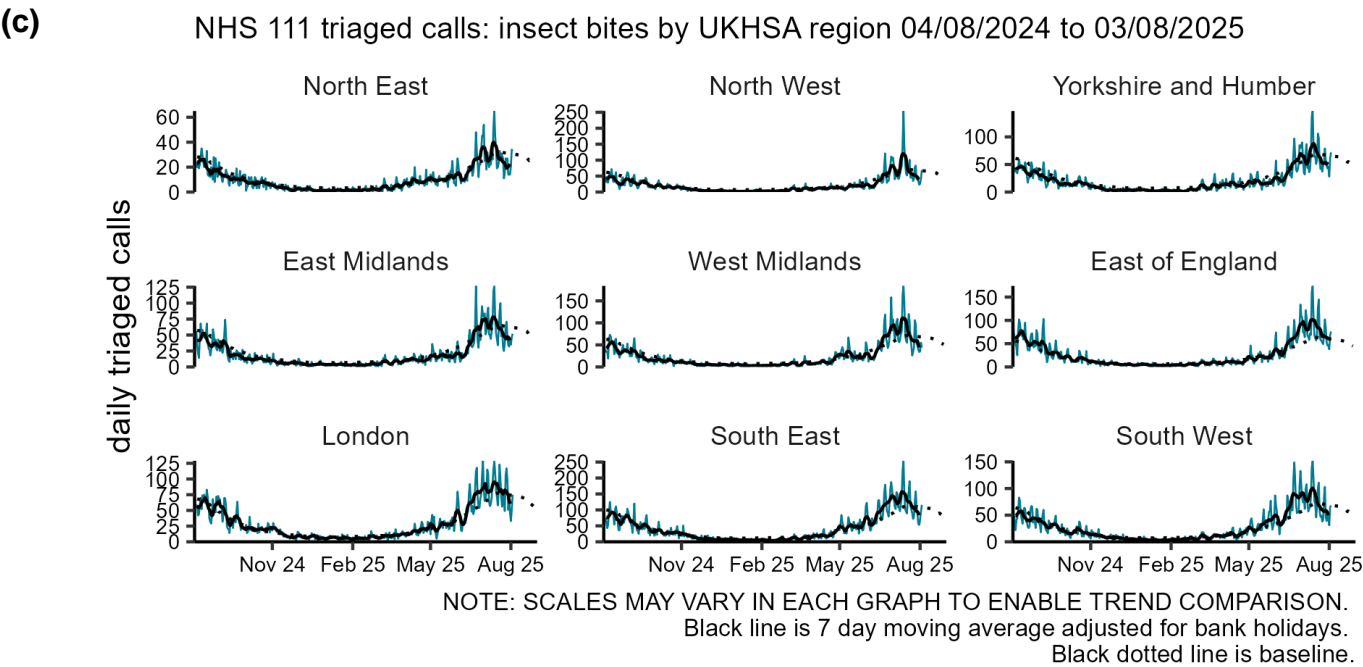 (c)
NHS 111 triaged calls: insect bites by UKHSA region 04/08/2024 to 03/08/2025
North East
North West
Yorkshire and Humber
60
40
20
0
250
200
150
100
50
0
100
50
0
daily triaged calls
East Midlands
West Midlands
East of England
125
100
75
50
25
0
150
100
50
0
150
100
50
0
London
South East
South West
125
100
75
50
25
0
250
200
150
100
50
0
150
100
50
0
Nov 24 Feb 25 May 25 Aug 25
Nov 24 Feb 25 May 25 Aug 25
Nov 24 Feb 25 May 25 Aug 25
NOTE: SCALES MAY VARY IN EACH GRAPH TO ENABLE TREND COMPARISON.
Black line is 7 day moving average adjusted for bank holidays.
Black dotted line is baseline.